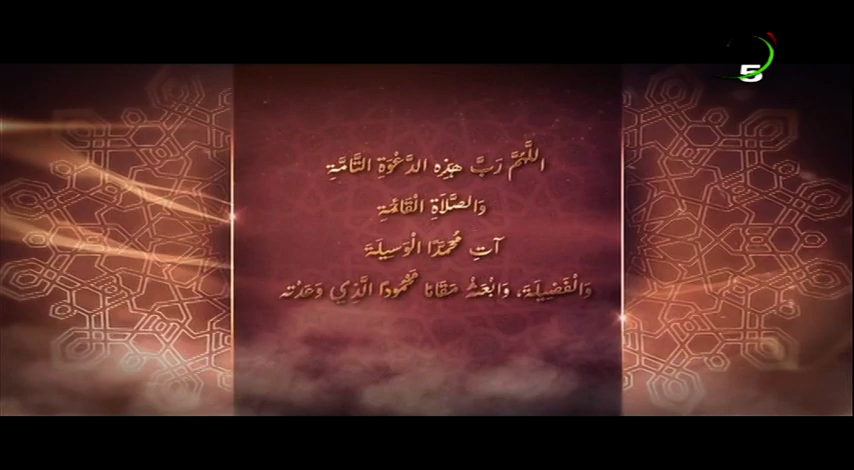 5
اللَّهُمَّ رَبَّ هَذِهِ الدَّعْوَةِ التَّامَّةِ
وَالصَّلَاةِ الْقَائِمَةِ
آتِ مُحَمَّدًا الْوَسِيلَةَ
وَالْفَضِيلَةَ، وَابْعَثْهُ مَقَامًا مَحْمُودًا الَّذِي وَعَدْتَه